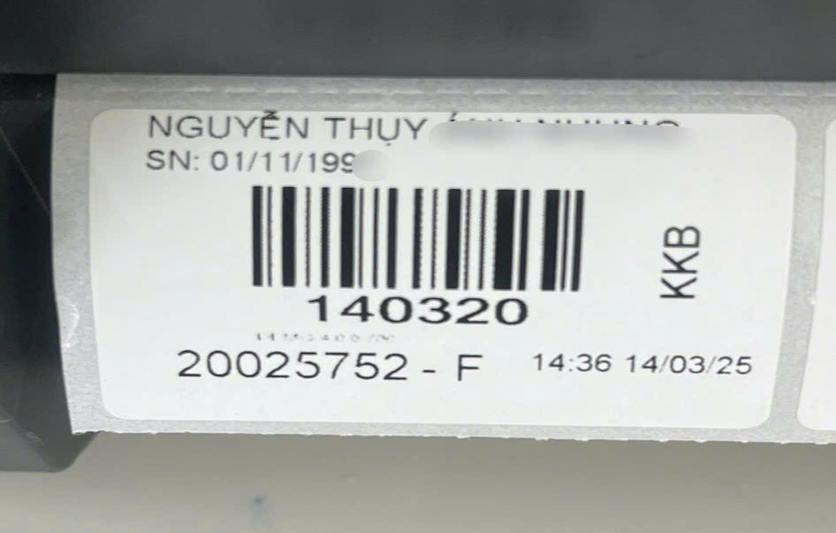 NGUYỄN THỤY
SN: 01/11/199
KKB
140320
20025752 - F 14:36 14/03/25